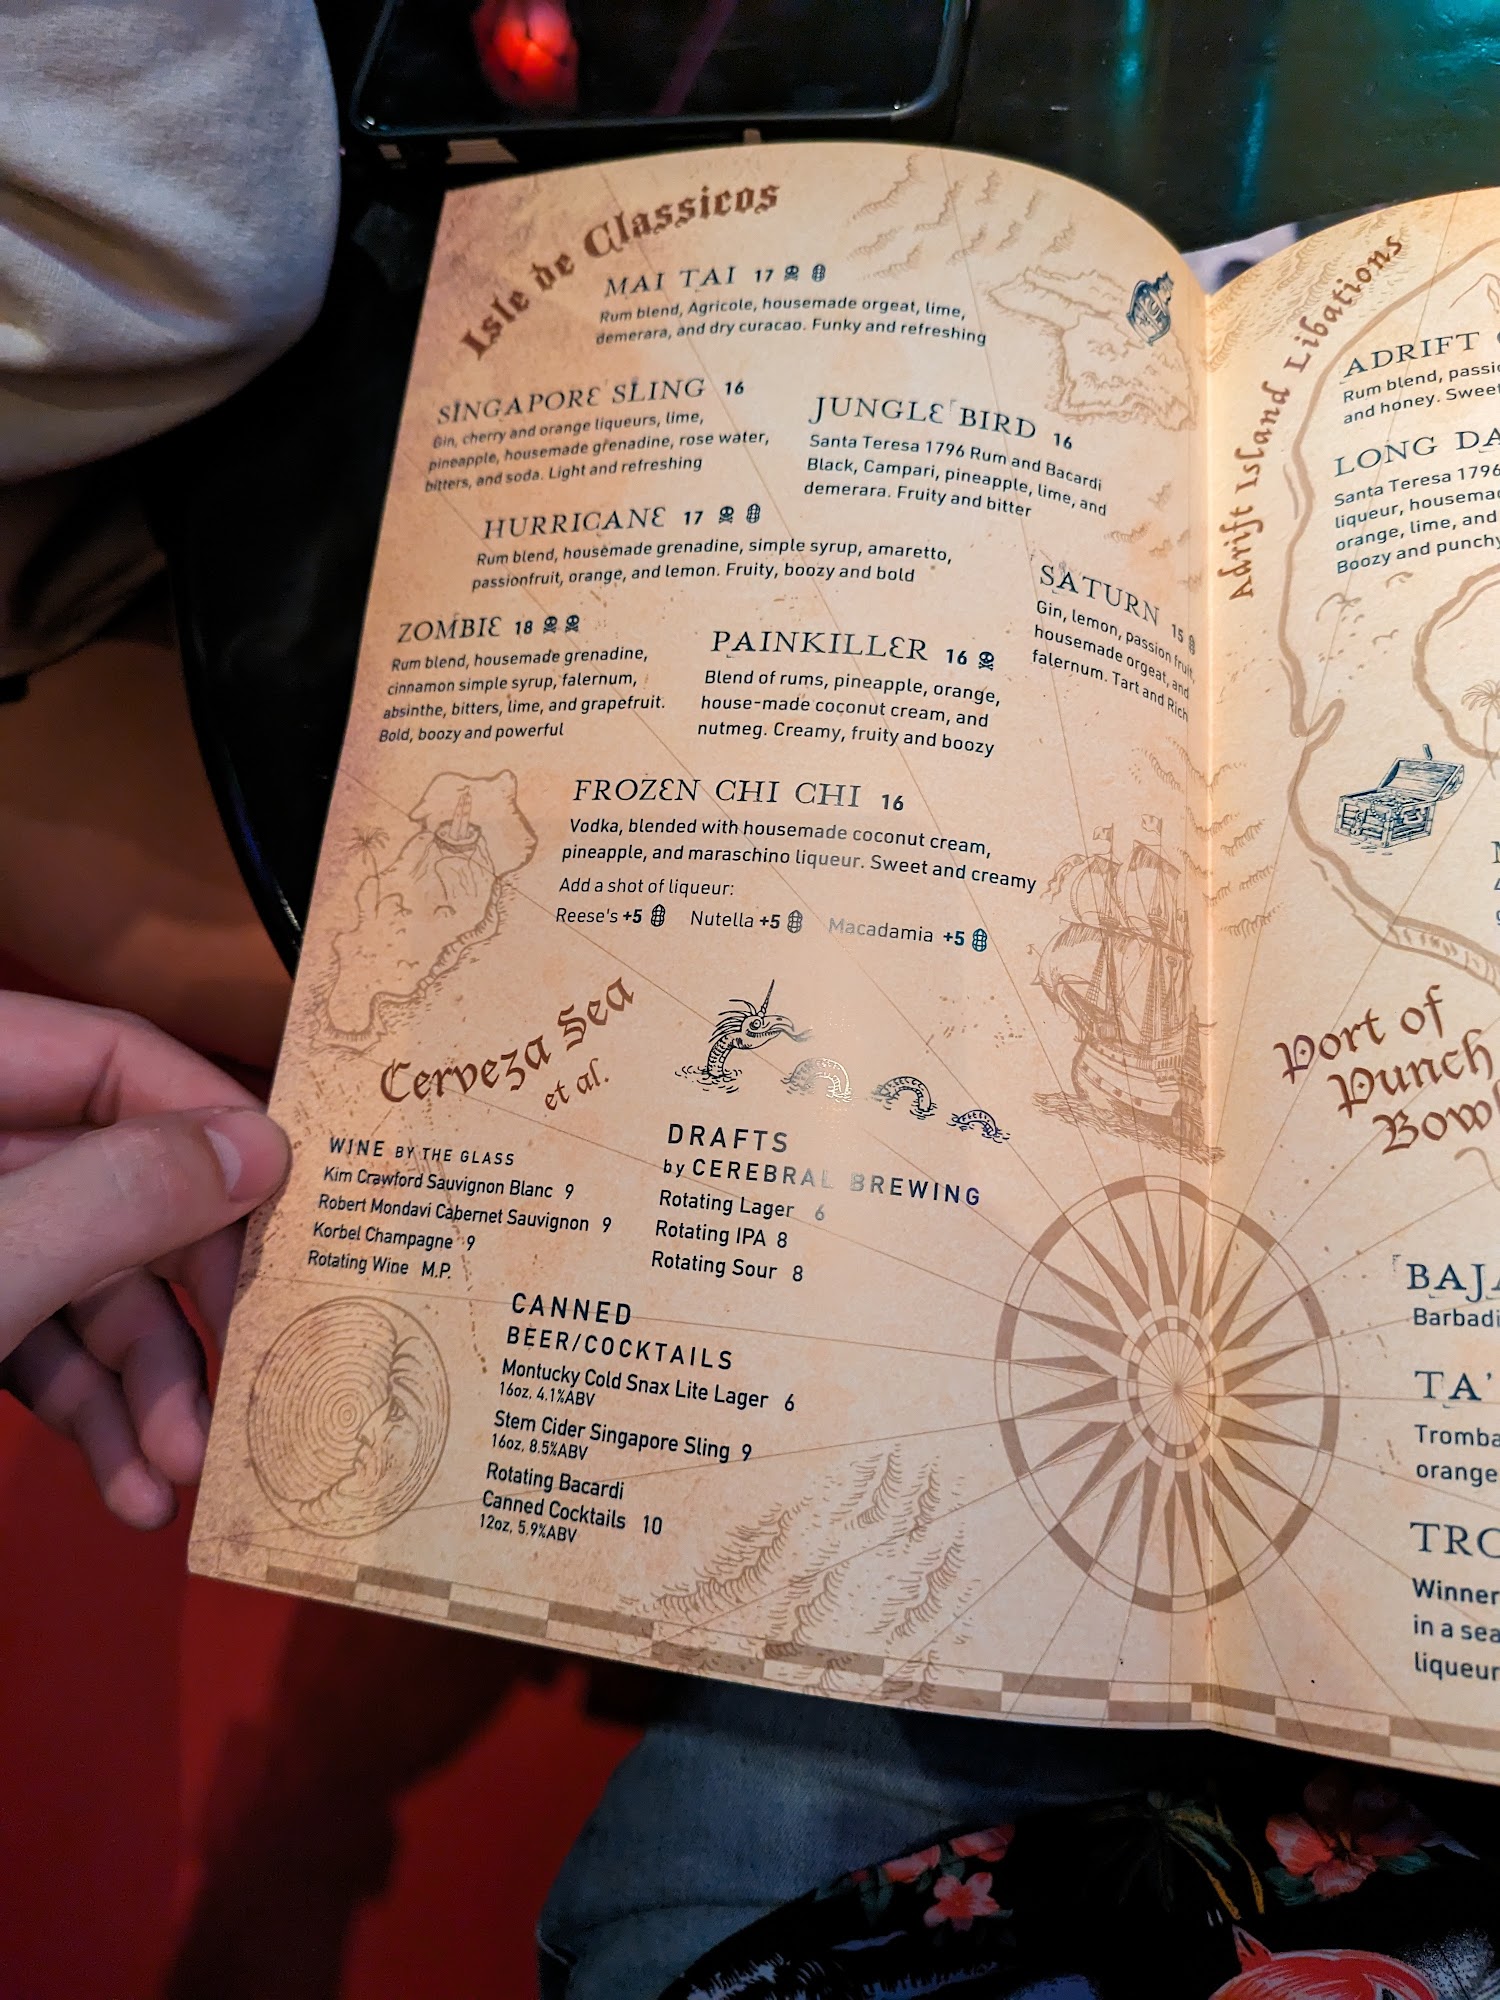 Isle de Classicos
MAI TAI 17
Rum blend, Agricole, housemade orgeat, lime,
demerara, and dry curacao. Funky and refreshing
SINGAPORE SLING 16
Gin, cherry and orange liqueurs, lime,
pineapple, housemade grenadine, rose water,
bitters, and soda. Light and refreshing
JUNGLE BIRD 16
Santa Teresa 1796 Rum and Bacardi
Black, Campari, pineapple, lime, and
demerara. Fruity and bitter
HURRICANE 17
Rum blend, housemade grenadine, simple syrup, amaretto,
passionfruit, orange, and lemon. Fruity, boozy and bold
SATURN 15
Gin, lemon, passion fruit,
housemade orgeat, and
falernum. Tart and Rich
ZOMBIE 18
Rum blend, housemade grenadine,
cinnamon simple syrup, falernum,
absinthe, bitters, lime, and grapefruit.
Bold, boozy and powerful
PAINKILLER 16
Blend of rums, pineapple, orange,
house-made coconut cream, and
nutmeg. Creamy, fruity and boozy
FROZEN CHI CHI 16
Vodka, blended with housemade coconut cream,
pineapple, and maraschino liqueur. Sweet and creamy
Add a shot of liqueur:
Reese's +5 Nutella +5 Macadamia +5
Cerveza Sea
et al.
WINE BY THE GLASS
Kim Crawford Sauvignon Blanc 9
Robert Mondavi Cabernet Sauvignon 9
Korbel Champagne 9
Rotating Wine M.P.
DRAFTS
by CEREBRAL BREWING
Rotating Lager 6
Rotating IPA 8
Rotating Sour 8
CANNED
BEER/COCKTAILS
Montucky Cold Snax Lite Lager 6
16oz, 4.1%ABV
Stem Cider Singapore Sling 9
16oz, 8.5%ABV
Rotating Bacardi
Canned Cocktails 10
12oz, 5.9%ABV
Adrift Island Libations
ADRIFT
Rum blend,
and honey. Sweet
LONG
Santa Teresa 1796
liqueur,
orange, lime, and
Boozy and punchy
Port of
Punch
TA'
orange
Winner
in a
liqueur